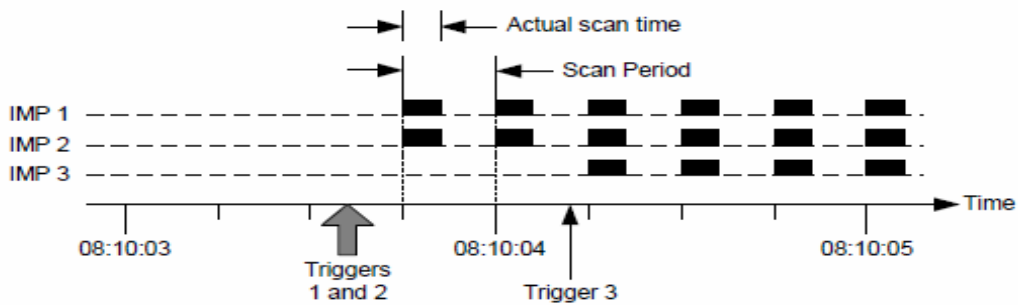 Actual scan time
Scan Period
IMP 1
IMP 2
IMP 3
Time
08:10:03
08:10:04
08:10:05
Triggers
1 and 2
Trigger 3